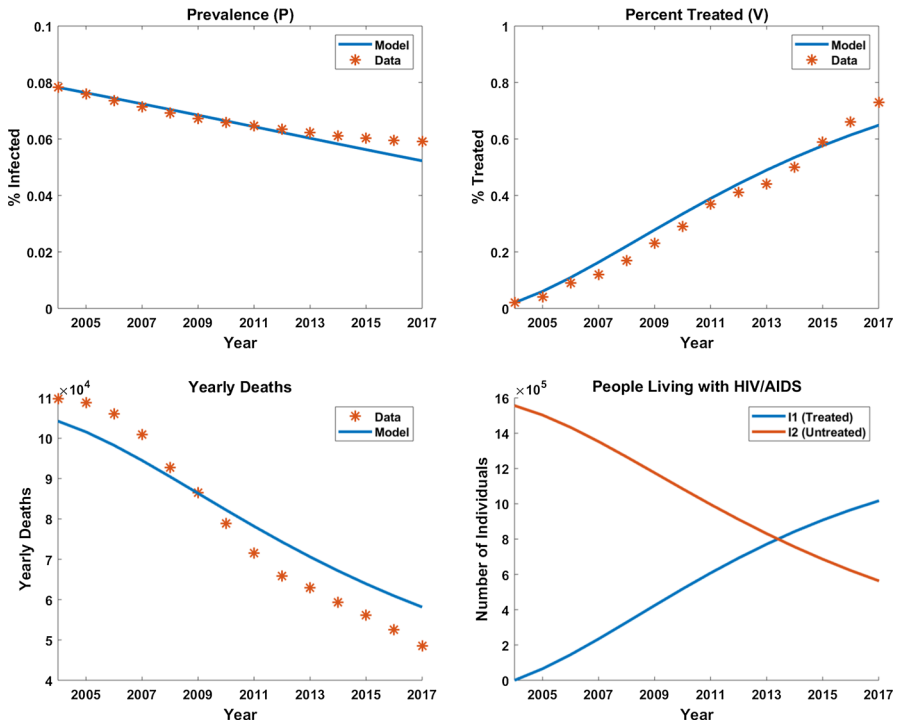 Prevalence (P)
0.1
0.08
0.06
0.04
0.02
0
% Infected
Model
Data
2005 2007 2009 2011 2013 2015 2017
Year
Percent Treated (V)
1
0.8
0.6
0.4
0.2
0
% Treated
Model
Data
2005 2007 2009 2011 2013 2015 2017
Year
Yearly Deaths
×10⁴
11
10
9
8
7
6
5
4
Yearly Deaths
Data
Model
2005 2007 2009 2011 2013 2015 2017
Year
People Living with HIV/AIDS
×10⁵
16
14
12
10
8
6
4
2
0
Number of Individuals
I1 (Treated)
I2 (Untreated)
2005 2007 2009 2011 2013 2015 2017
Year